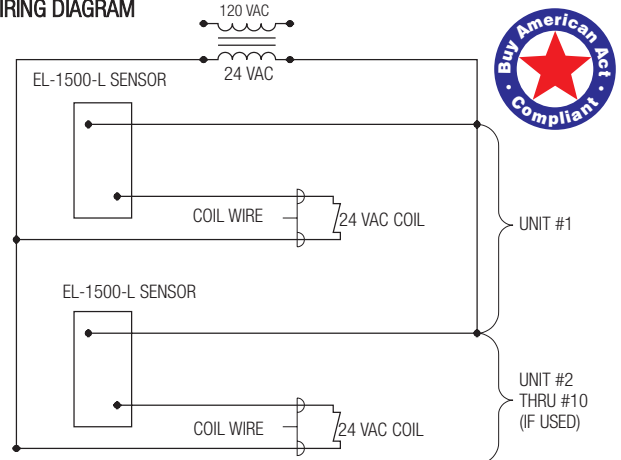 IRING DIAGRAM
120 VAC
24 VAC
Buy American Act
Compliant
EL-1500-L SENSOR
COIL WIRE
24 VAC COIL
UNIT #1
EL-1500-L SENSOR
COIL WIRE
24 VAC COIL
UNIT #2
THRU #10
(IF USED)